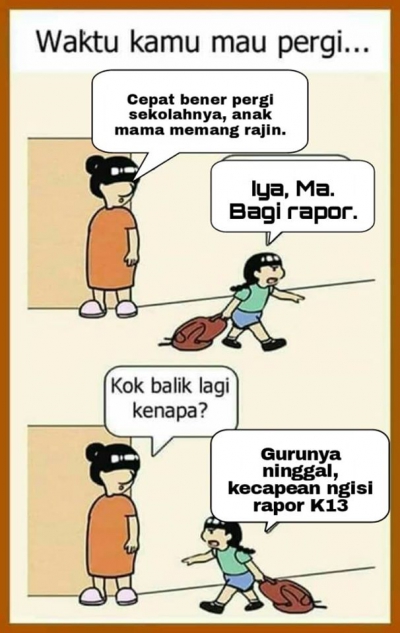 Waktu kamu mau pergi...
Cepat bener pergi
sekolahnya, anak
mama memang rajin.
Iya, Ma.
Bagi rapor.
Kok balik lagi
kenapa?
Gurunya
ninggal,
kecapean ngisi
rapor K13